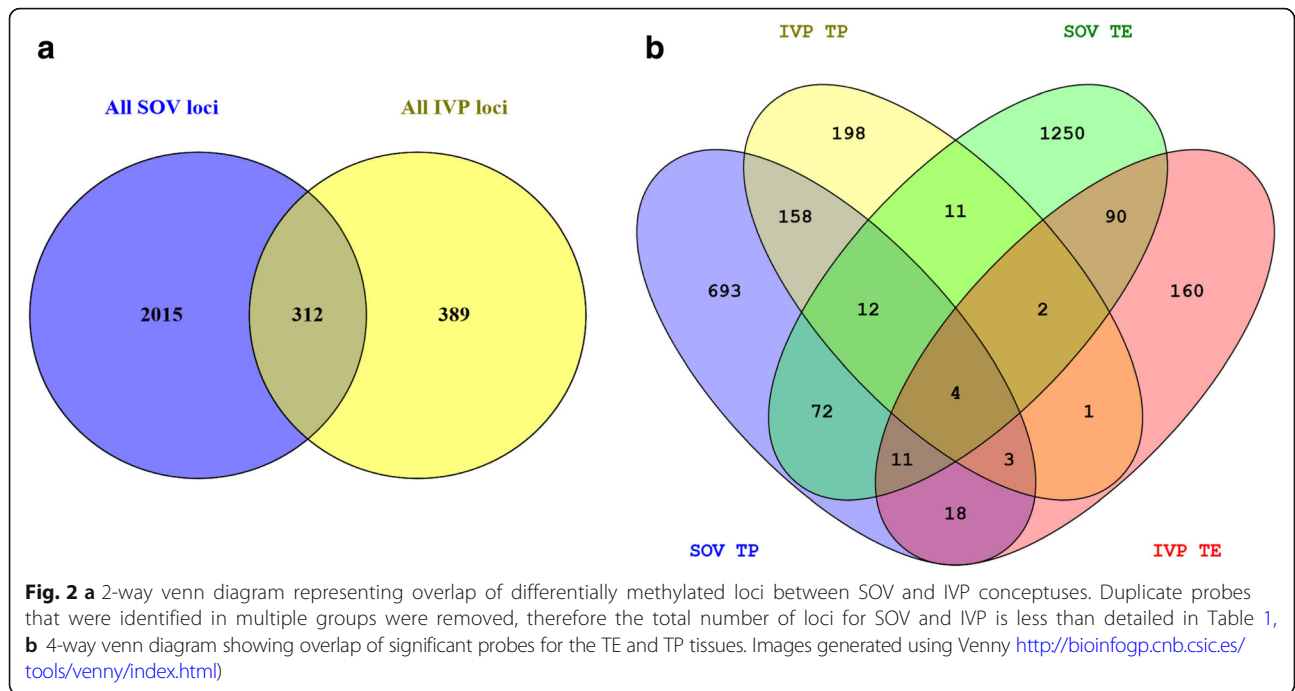 a
b
IVP TP
SOV TE
All SOV loci
All IVP loci
198
1250
158
11
90
693
12
2
160
2015
312
389
72
4
1
11
3
18
SOV TP
IVP TE
Fig. 2 a 2-way venn diagram representing overlap of differentially methylated loci between SOV and IVP conceptuses. Duplicate probes
that were identified in multiple groups were removed, therefore the total number of loci for SOV and IVP is less than detailed in Table 1,
b 4-way venn diagram showing overlap of significant probes for the TE and TP tissues. Images generated using Venny http://bioinfogp.cnb.csic.es/
tools/venny/index.html)